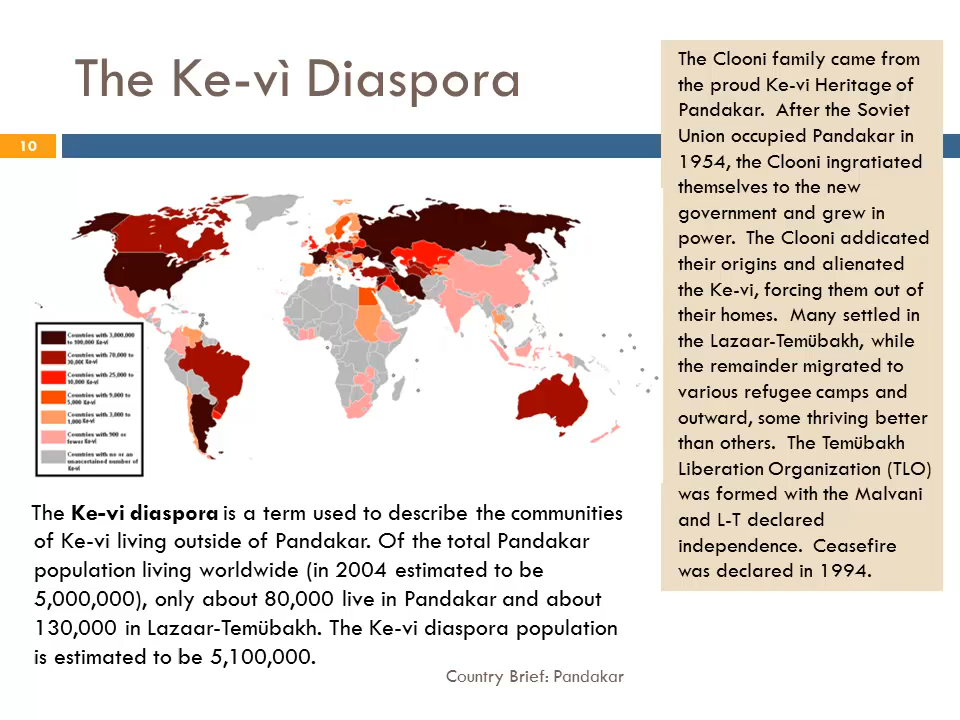 The Ke-vì Diaspora
10
The Clooni family came from
the proud Ke-vi Heritage of
Pandakar. After the Soviet
Union occupied Pandakar in
1954, the Clooni ingratiated
themselves to the new
government and grew in
power. The Clooni addicated
their origins and alienated
the Ke-vi, forcing them out of
their homes. Many settled in
the Lazaar-Temübakh, while
the remainder migrated to
various refugee camps and
outward, some thriving better
than others. The Temübakh
Liberation Organization (TLO)
was formed with the Malvani
and L-T declared
independence. Ceasefire
was declared in 1994.
Countries with 3,000,000
to 100,000 Ke-vi
Countries with 70,000 to
30,000 Ke-vi
Countries with 25,000 to
10,000 Ke-vi
Countries with 9,000 to
5,000 Ke-vi
Countries with 3,000 to
1,000 Ke-vi
Countries with 900 or
fewer Ke-vi
Countries with no or an
unascertained number of
Ke-vi
The Ke-vi diaspora is a term used to describe the communities
of Ke-vi living outside of Pandakar. Of the total Pandakar
population living worldwide (in 2004 estimated to be
5,000,000), only about 80,000 live in Pandakar and about
130,000 in Lazaar-Temübakh. The Ke-vi diaspora population
is estimated to be 5,100,000.
Country Brief: Pandakar